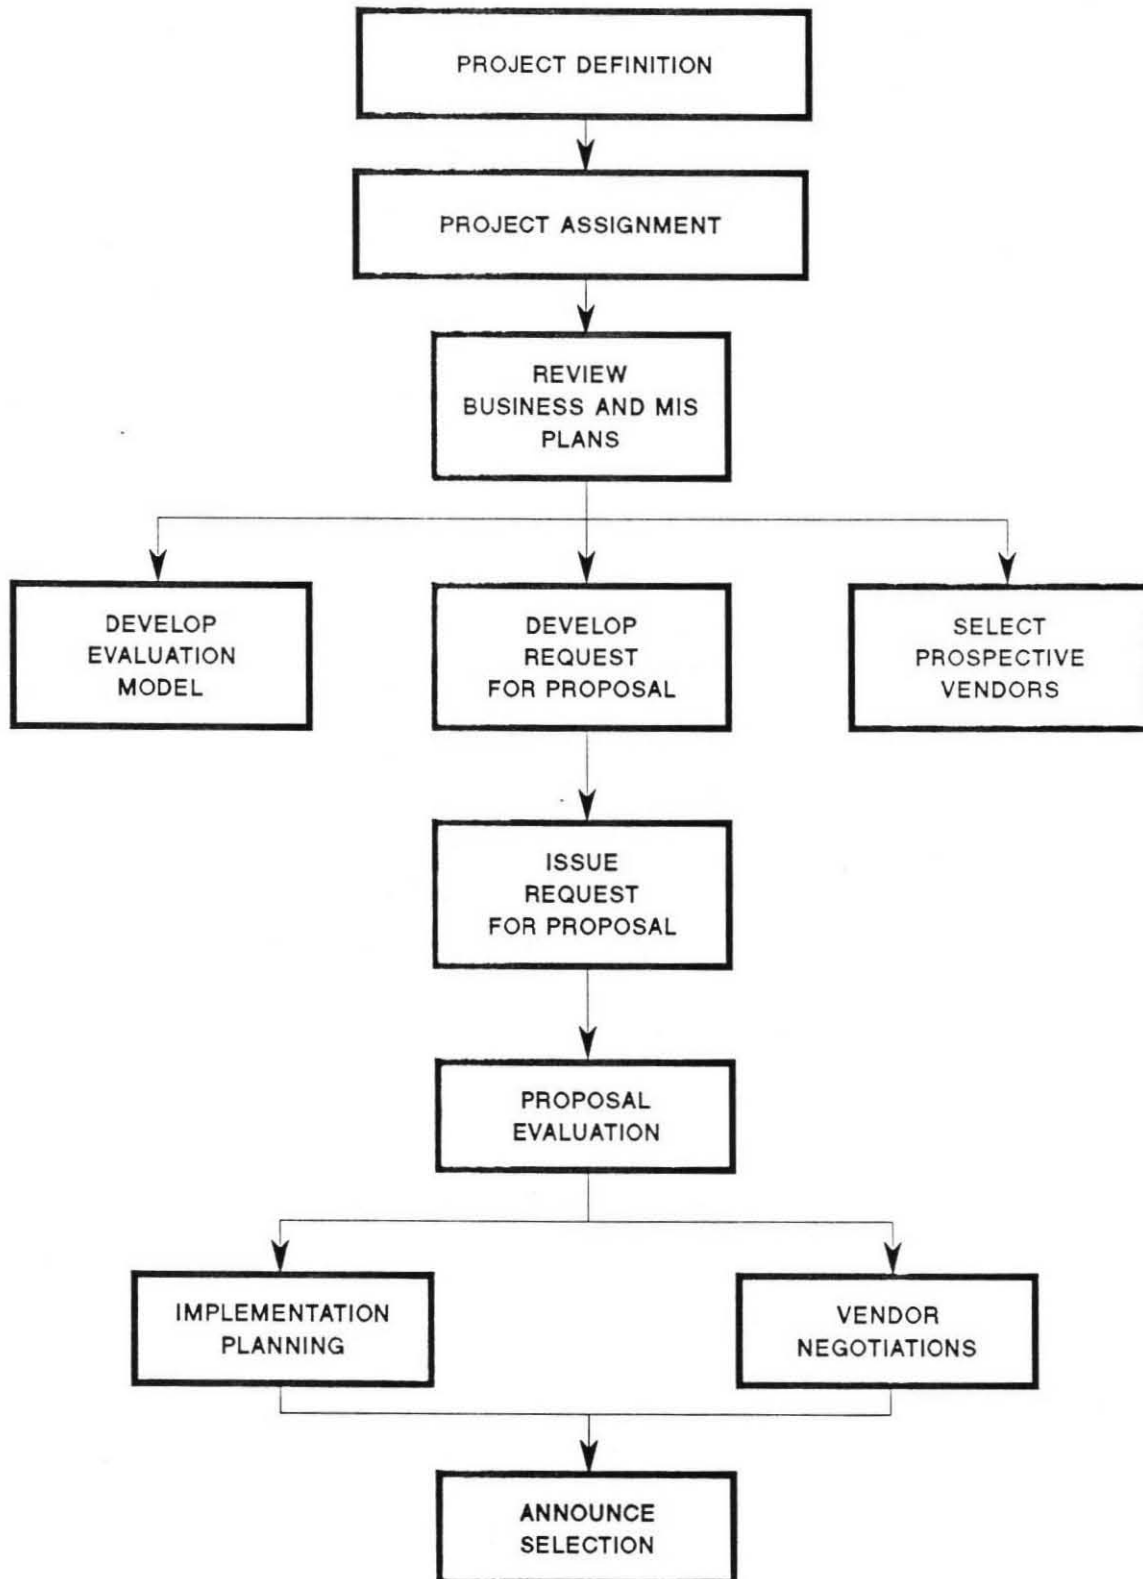 PROJECT DEFINITION
PROJECT ASSIGNMENT
REVIEW
BUSINESS AND MIS
PLANS
DEVELOP
EVALUATION
MODEL
DEVELOP
REQUEST
FOR PROPOSAL
SELECT
PROSPECTIVE
VENDORS
ISSUE
REQUEST
FOR PROPOSAL
PROPOSAL
EVALUATION
IMPLEMENTATION
PLANNING
VENDOR
NEGOTIATIONS
ANNOUNCE
SELECTION